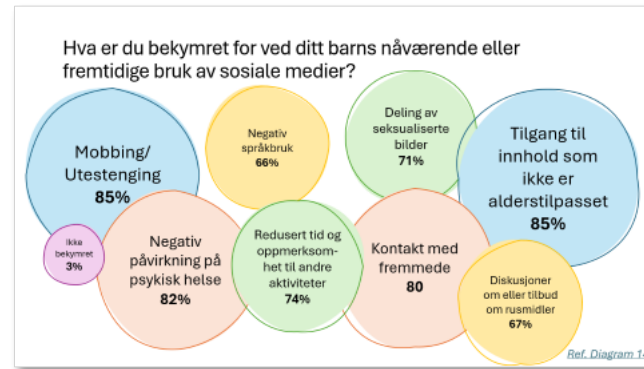 Hva er du bekymret for ved ditt barns nåværende eller
fremtidige bruk av sosiale medier?
Mobbing/
Utestenging
85%
Negativ
språkbruk
66%
Deling av
seksualiserte
bilder
71%
Tilgang til
innhold som
ikke er
alderstilpasset
85%
Ikke
bekymret
3%
Negativ
påvirkning på
psykisk helse
82%
Redusert tid og
oppmerksom-
het til andre
aktiviteter
74%
Kontakt med
fremmede
80
Diskusjoner
om eller tilbud
om rusmidler
67%
Ref. Diagram